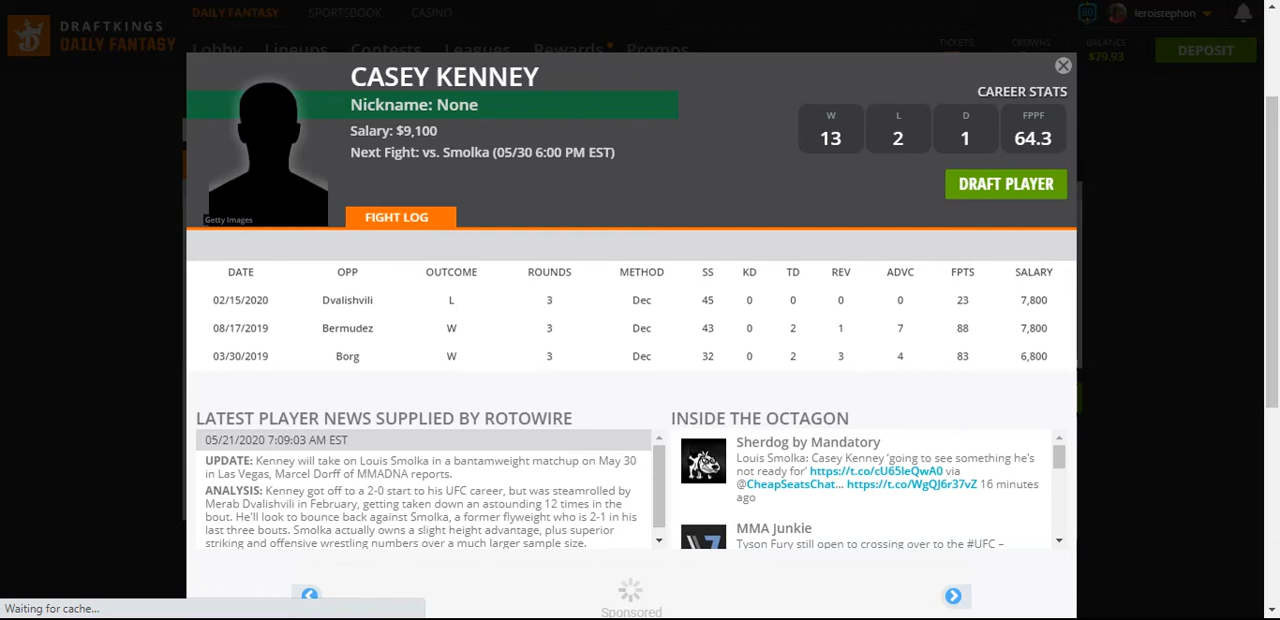 DRAFTKINGS
DAILY FANTASY
DAILY FANTASY SPORTSBOOK CASINO
leroistephon
Lobby Lineups Contests Leagues Rewards Promos
TICKETS CROWNS BALANCE
$79.93
DEPOSIT
CASEY KENNEY
Nickname: None
Salary: $9,100
Next Fight: vs. Smolka (05/30 6:00 PM EST)
Getty Images
CAREER STATS
W L D FPPF
13 2 1 64.3
DRAFT PLAYER
FIGHT LOG
DATE OPP OUTCOME ROUNDS METHOD SS KD TD REV ADVC FPTS SALARY
02/15/2020 Dvalishvili L 3 Dec 45 0 0 0 0 23 7,800
08/17/2019 Bermudez W 3 Dec 43 0 2 1 7 88 7,800
03/30/2019 Borg W 3 Dec 32 0 2 3 4 83 6,800
LATEST PLAYER NEWS SUPPLIED BY ROTOWIRE
05/21/2020 7:09:03 AM EST
UPDATE: Kenney will take on Louis Smolka in a bantamweight matchup on May 30
in Las Vegas, Marcel Dorff of MMADNA reports.
ANALYSIS: Kenney got off to a 2-0 start to his UFC career, but was steamrolled by
Merab Dvalishvili in February, getting taken down an astounding 12 times in the
bout. He'll look to bounce back against Smolka, a former flyweight who is 2-1 in his
last three bouts. Smolka actually owns a slight height advantage, plus superior
striking and offensive wrestling numbers over a much larger sample size.
INSIDE THE OCTAGON
Sherdog by Mandatory
Louis Smolka: Casey Kenney 'going to see something he's
not ready for' https://t.co/cU65leQwA0 via
@CheapSeatsChat… https://t.co/WgQJ6r37vZ 16 minutes
ago
MMA Junkie
Tyson Fury still open to crossing over to the #UFC –
Sponsored
Waiting for cache...